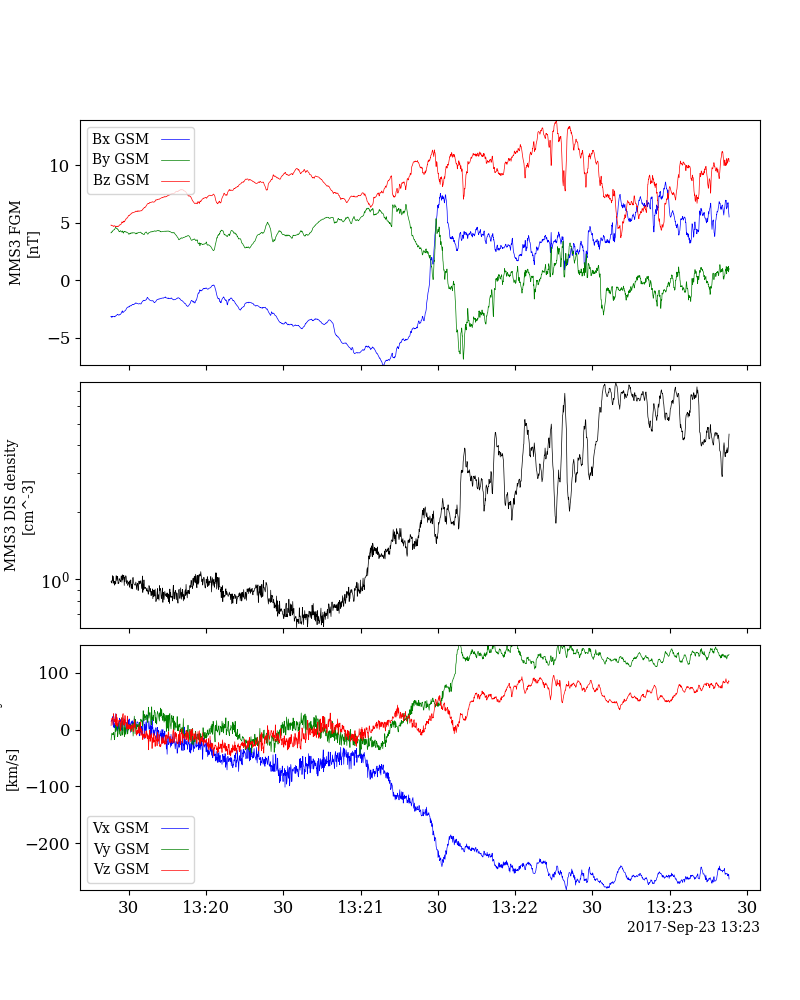 MMS3 FGM
[nT]
Bx GSM
By GSM
Bz GSM
10
5
0
−5
MMS3 DIS density
[cm^-3]
10^0
[km/s]
100
0
−100
−200
Vx GSM
Vy GSM
Vz GSM
30
13:20
30
13:21
30
13:22
30
13:23
30
2017-Sep-23 13:23